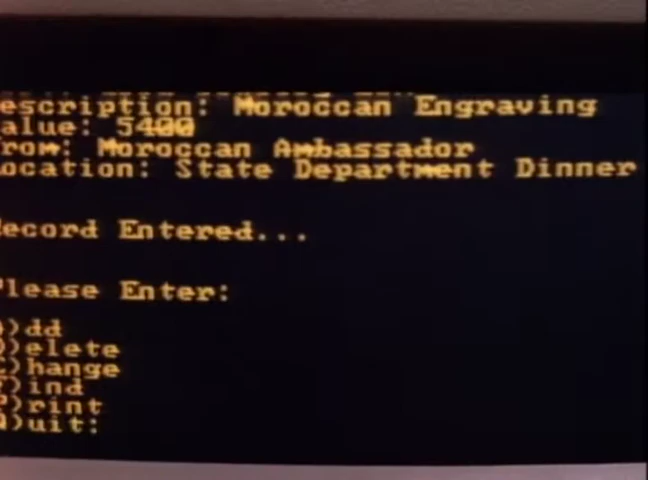 escription: Moroccan Engraving
alue: 5400
rom: Moroccan Ambassador
ocation: State Department Dinner
ecord Entered...
lease Enter:
)dd
)elete
)hange
)ind
)rint
)uit: